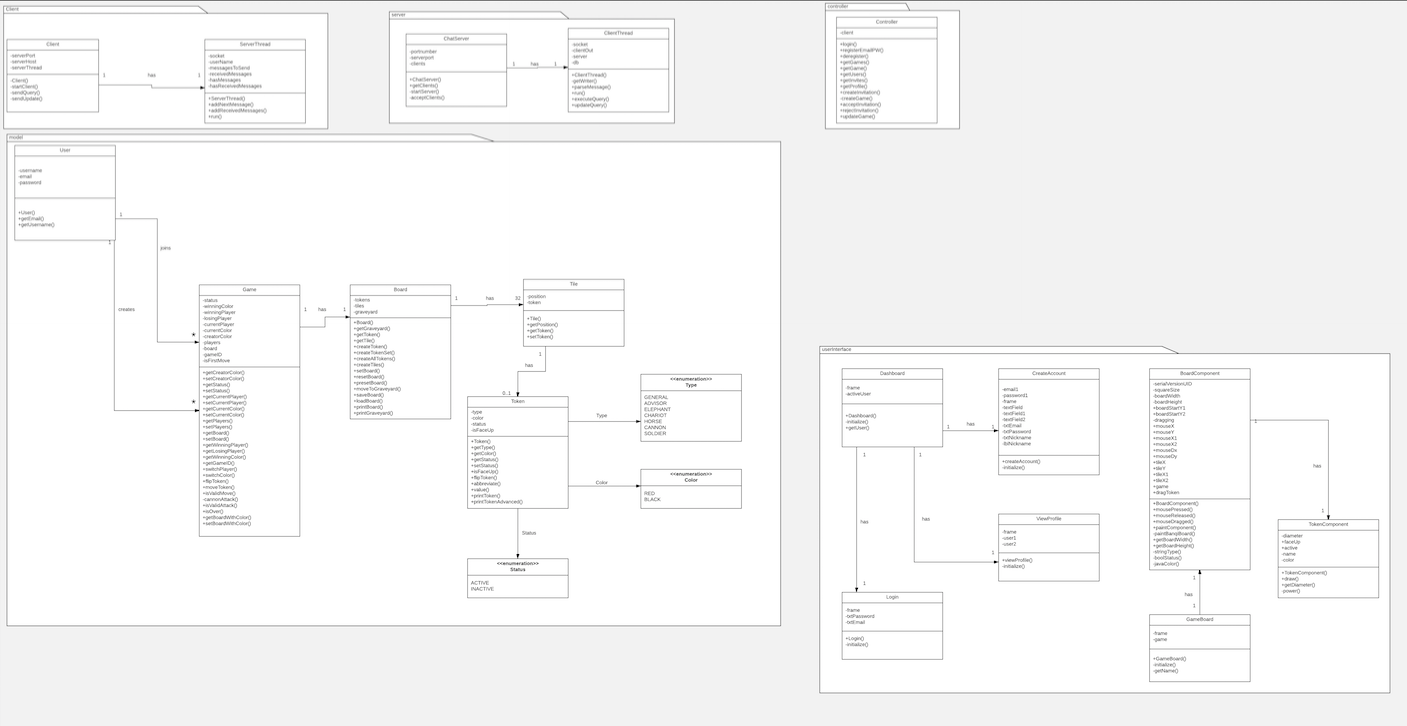 Client
Client
-serverPort
-serverHost
-serverThread
-Client()
-startClient()
-sendQuery()
-sendUpdate()
1
has
1
ServerThread
-socket
-userName
-messagesToSend
-receivedMessages
-hasMessages
-hasReceivedMessages
+ServerThread()
+addNextMessage()
+addReceivedMessages()
+run()
server
ChatServer
-portnumber
-serverport
-clients
+ChatServer()
+getClients()
-startServer()
-acceptClients()
1
has
1
ClientThread
-socket
-clientOut
-server
-db
+ClientThread()
-getWriter()
+parseMessage()
+run()
-executeQuery()
-updateQuery()
controller
Controller
-client
+login()
+registerEmailPW()
+deregister()
+getGames()
+getGame()
+getUsers()
+getInvites()
+getProfile()
+createInvitation()
-createGame()
+acceptInvitation()
+rejectInvitation()
+updateGame()
model
User
-username
-email
-password
+User()
+getEmail()
+getUsername()
1
joins
*
1
creates
*
Game
-status
-winningColor
-winningPlayer
-losingPlayer
-currentPlayer
-currentColor
-creatorColor
-players
-board
-gameID
-isFirstMove
+getCreatorColor()
+setCreatorColor()
+getStatus()
+setStatus()
+getCurrentPlayer()
+setCurrentPlayer()
+getCurrentColor()
+setCurrentColor()
+getPlayers()
+setPlayers()
+getBoard()
+setBoard()
+getWinningPlayer()
+getLosingPlayer()
+getWinningColor()
+getGameID()
+switchPlayer()
+switchColor()
+flipToken()
+moveToken()
+isValidMove()
-cannonAttack()
+isValidAttack()
+isOver()
+getBoardWithColor()
+setBoardWithColor()
1
has
1
Board
-tokens
-tiles
-graveyard
+Board()
+getGraveyard()
+getToken()
+getTile()
+createToken()
+createTokenSet()
+createAllTokens()
+createTiles()
+setBoard()
+resetBoard()
+presetBoard()
+moveToGraveyard()
+saveBoard()
+loadBoard()
+printBoard()
+printGraveyard()
1
has
32
Tile
-position
-token
+Tile()
+getPosition()
+getToken()
+setToken()
1
has
0..1
Token
-type
-color
-status
-isFaceUp
+Token()
+getType()
+getColor()
+getStatus()
+setStatus()
+isFaceUp()
+flipToken()
+abbreviate()
+value()
+printToken()
+printTokenAdvanced()
Type
<<enumeration>>
Type
GENERAL
ADVISOR
ELEPHANT
CHARIOT
HORSE
CANNON
SOLDIER
Color
<<enumeration>>
Color
RED
BLACK
Status
<<enumeration>>
Status
ACTIVE
INACTIVE
userInterface
Dashboard
-frame
-activeUser
+Dashboard()
-initialize()
+getUser()
1
has
1
CreateAccount
-email1
-password1
-frame
-textField
-textField1
-textField2
-txtEmail
-txtPassword
-txtNickname
-lblNickname
+createAccount()
-initialize()
1
has
1
ViewProfile
-frame
-user1
-user2
+viewProfile()
-initialize()
1
has
1
Login
-frame
-txtPassword
-txtEmail
+Login()
-initialize()
BoardComponent
-serialVersionUID
-squareSize
-boardWidth
-boardHeight
+boardStartY1
+boardStartY2
-dragging
+mouseX
+mouseY
+mouseX1
+mouseX2
+mouseDx
+mouseDy
+tileX
+tileY
+tileX1
+tileX2
+game
+dragToken
+BoardComponent()
+mousePressed()
+mouseReleased()
+mouseDragged()
+paintComponent()
-paintBanqiBoard()
+getBoardWidth()
+getBoardHeight()
-stringType()
-boolStatus()
-javaColor()
1
has
1
TokenComponent
-diameter
+faceUp
+active
-name
-color
+TokenComponent()
+draw()
+getDiameter()
-power()
1
has
1
GameBoard
-frame
-game
+GameBoard()
-initialize()
-getName()